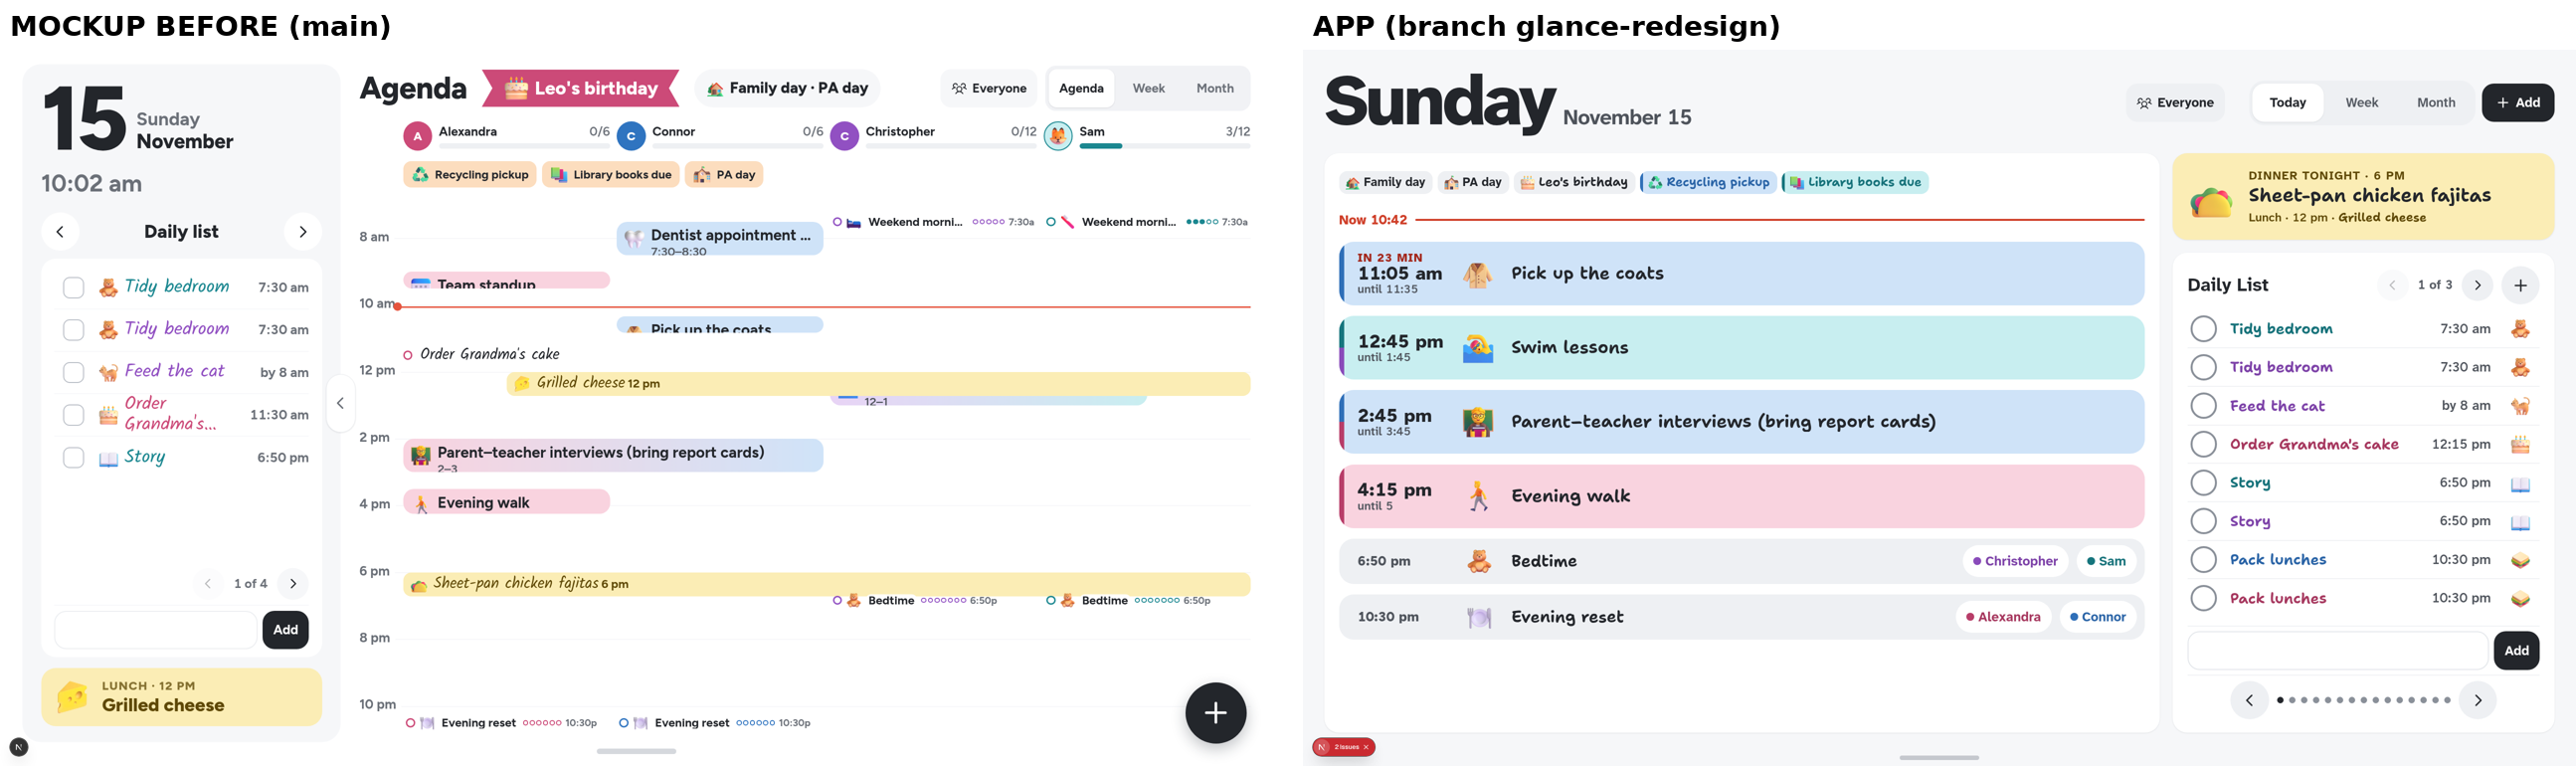 MOCKUP BEFORE (main)
15 Sunday
November
10:02 am
Daily list
Tidy bedroom 7:30 am
Tidy bedroom 7:30 am
Feed the cat by 8 am
Order
Grandma's... 11:30 am
Story 6:50 pm
1 of 4
Add
LUNCH · 12 PM
Grilled cheese
N
Agenda Leo's birthday Family day · PA day Everyone Agenda Week Month
A Alexandra 0/6 C Connor 0/6 C Christopher 0/12 Sam 3/12
Recycling pickup Library books due PA day
Weekend morni... 7:30a Weekend morni... 7:30a
8 am Dentist appointment ...
7:30–8:30
Team standup
10 am
Pick up the coats
Order Grandma's cake
12 pm Grilled cheese 12 pm
12–1
2 pm Parent–teacher interviews (bring report cards)
2–3
4 pm Evening walk
6 pm Sheet-pan chicken fajitas 6 pm
Bedtime 6:50p Bedtime 6:50p
8 pm
10 pm
Evening reset 10:30p Evening reset 10:30p
APP (branch glance-redesign)
Sunday November 15 Everyone Today Week Month + Add
Family day PA day Leo's birthday Recycling pickup Library books due
Now 10:42
IN 23 MIN
11:05 am Pick up the coats
until 11:35
12:45 pm Swim lessons
until 1:45
2:45 pm Parent–teacher interviews (bring report cards)
until 3:45
4:15 pm Evening walk
until 5
6:50 pm Bedtime Christopher Sam
10:30 pm Evening reset Alexandra Connor
DINNER TONIGHT · 6 PM
Sheet-pan chicken fajitas
Lunch · 12 pm · Grilled cheese
Daily List 1 of 3
Tidy bedroom 7:30 am
Tidy bedroom 7:30 am
Feed the cat by 8 am
Order Grandma's cake 12:15 pm
Story 6:50 pm
Story 6:50 pm
Pack lunches 10:30 pm
Pack lunches 10:30 pm
Add
N 2 Issues ×